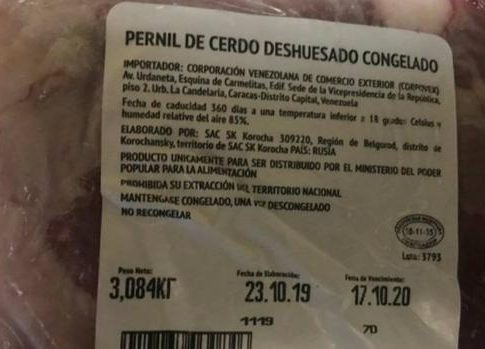 PERNIL DE CERDO DESHUESADO CONGELADO
IMPORTADOR: CORPORACIÓN VENEZOLANA DE COMERCIO EXTERIOR (CORPOVEX)
Av. Urdaneta, Esquina de Carmelitas, Edif. Sede de la Vicepresidencia de la República,
piso 2. Urb. La Candelaria, Caracas-Distrito Capital, Venezuela
Fecha de caducidad 360 días a una temperatura inferior a 18 grados Celsius y
humedad relative del aire 85%.
ELABORADO POR: SAC SK Korocha 309220, Región de Belgorod, distrito de
Korochansky, territorio de SAC SK Korocha PAÍS: RUSIA
PRODUCTO UNICAMENTE PARA SER DISTRIBUIDO POR EL MINISTERIO DEL PODER
POPULAR PARA LA ALIMENTACIÓN
PROHIBIDA SU EXTRACCIÓN DEL TERRITORIO NACIONAL
MANTENGASE CONGELADO, UNA VEZ DESCONGELADO
NO RECONGELAR
Lote: 3793
Peso Neto:
Fecha de Elaboración:
Fecha de Vencimiento:
3,084КГ
23.10.19
17.10.20
1119
70